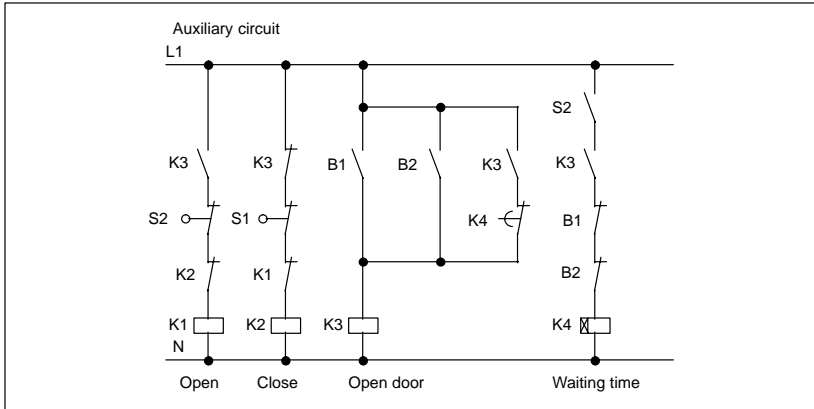 Auxiliary circuit
L1
S2
K3 K3 B1 B2 K3 K3
S2 S1 K4 B1
K2 K1 B2
K1 K2 K3 K4
N
Open Close Open door Waiting time